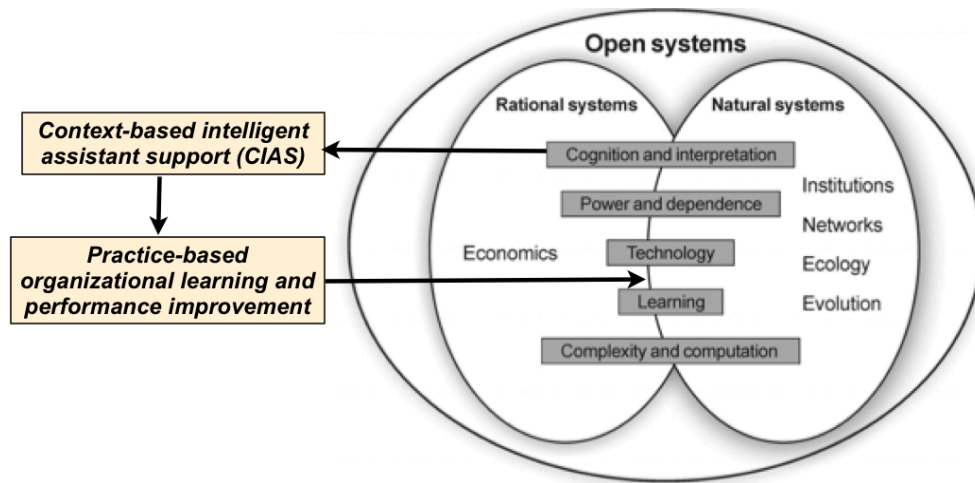 Open systems
Rational systems
Natural systems
Context-based intelligent
assistant support (CIAS)
Cognition and interpretation
Institutions
Power and dependence
Networks
Practice-based
organizational learning and
performance improvement
Economics
Technology
Ecology
Learning
Evolution
Complexity and computation